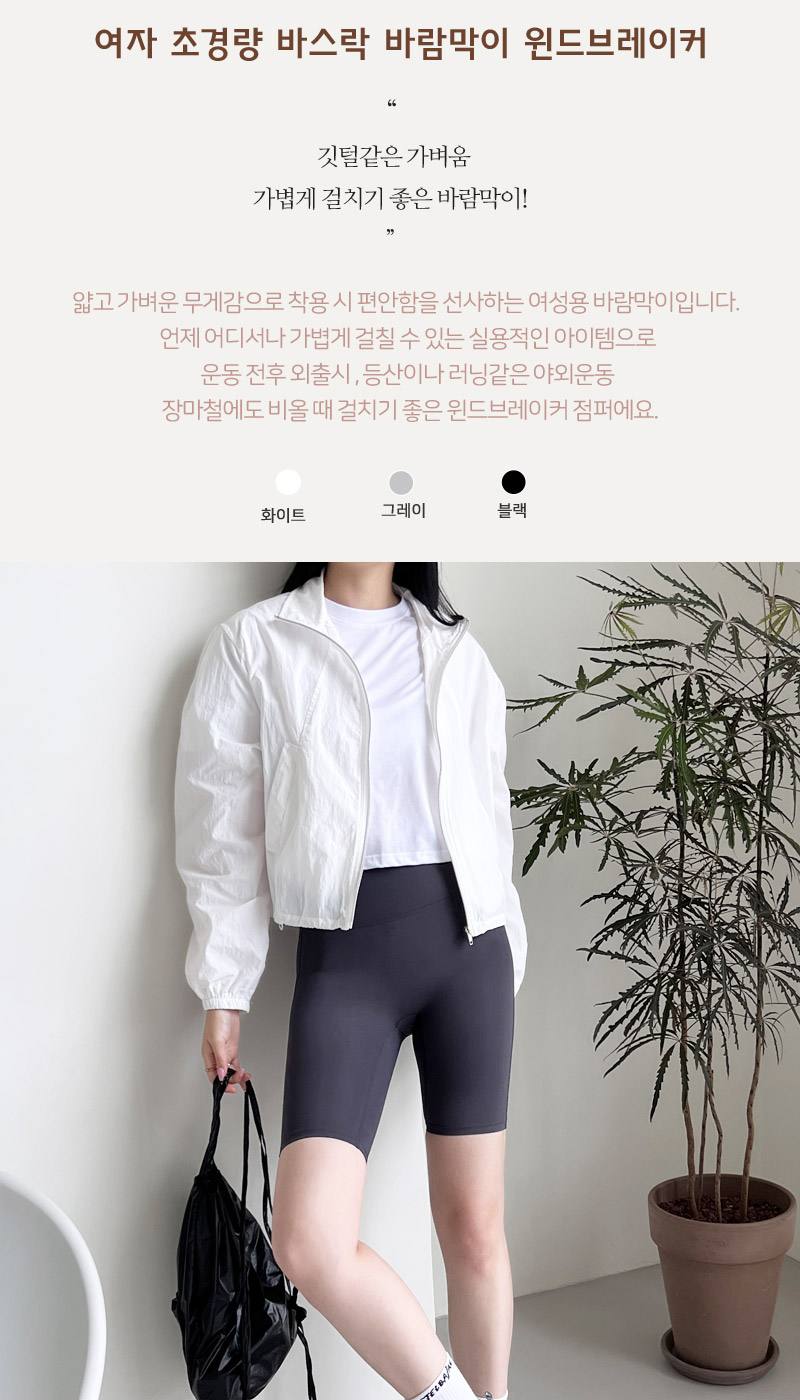 여자 초경량 바스락 바람막이 윈드브레이커
“
깃털같은 가벼움
가볍게 걸치기 좋은 바람막이!
”
얇고 가벼운 무게감으로 착용 시 편안함을 선사하는 여성용 바람막이입니다.
언제 어디서나 가볍게 걸칠 수 있는 실용적인 아이템으로
운동 전후 외출시 , 등산이나 러닝같은 야외운동
장마철에도 비올 때 걸치기 좋은 윈드브레이커 점퍼에요.
화이트 그레이 블랙